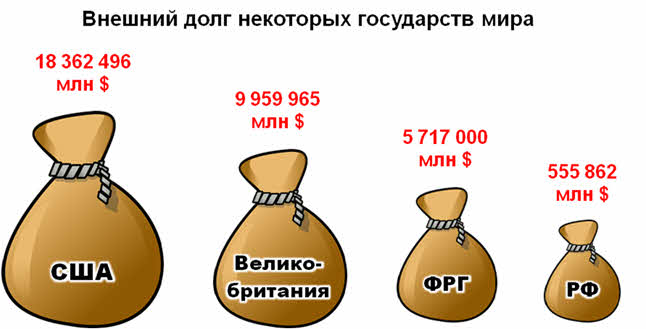 Внешний долг некоторых государств мира
18 362 496
млн $
9 959 965
млн $
5 717 000
млн $
555 862
млн $
США
Велико-
британия
ФРГ
РФ